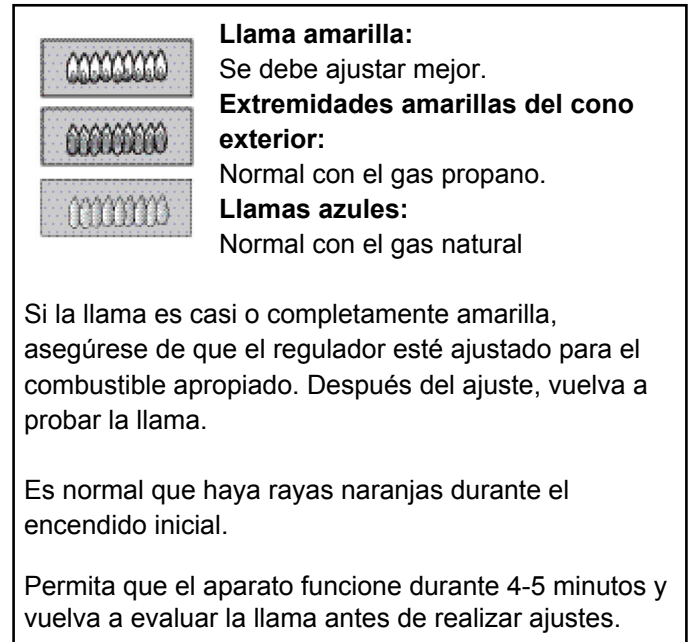 Llama amarilla:
Se debe ajustar mejor.
Extremidades amarillas del cono
exterior:
Normal con el gas propano.
Llamas azules:
Normal con el gas natural
Si la llama es casi o completamente amarilla,
asegúrese de que el regulador esté ajustado para el
combustible apropiado. Después del ajuste, vuelva a
probar la llama.
Es normal que haya rayas naranjas durante el
encendido inicial.
Permita que el aparato funcione durante 4-5 minutos y
vuelva a evaluar la llama antes de realizar ajustes.